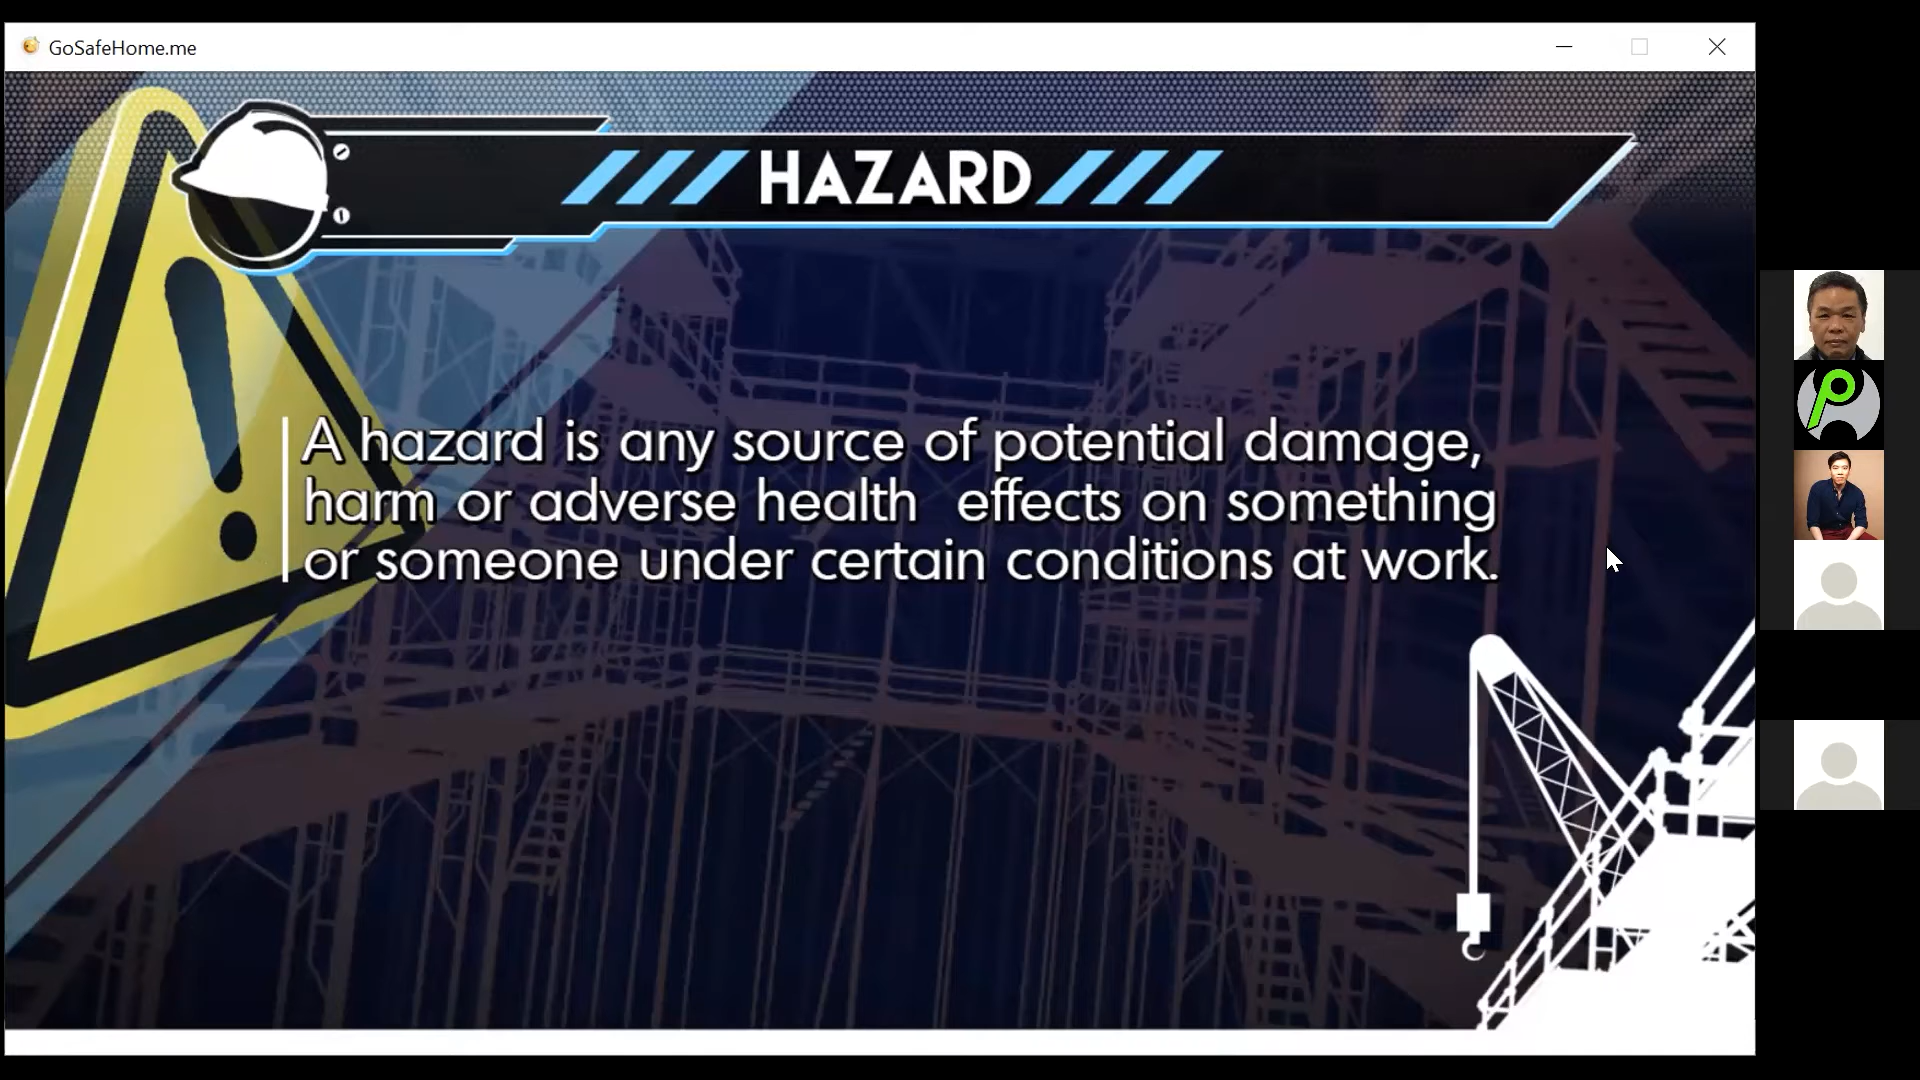 GoSafeHome.me
HAZARD
A hazard is any source of potential damage,
harm or adverse health  effects on something
or someone under certain conditions at work.